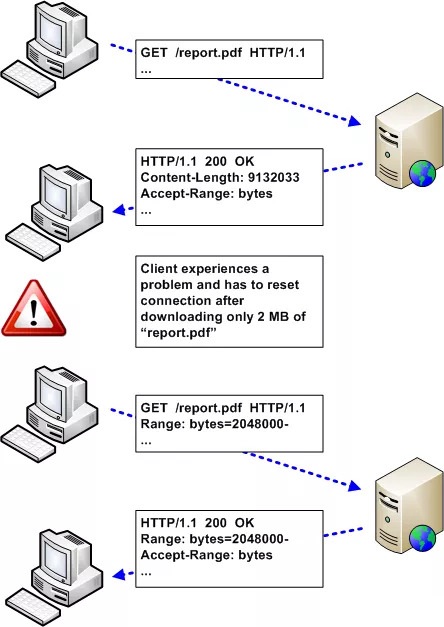 GET /report.pdf HTTP/1.1
...
HTTP/1.1 200 OK
Content-Length: 9132033
Accept-Range: bytes
...
Client experiences a
problem and has to reset
connection after
downloading only 2 MB of
“report.pdf”
GET /report.pdf HTTP/1.1
Range: bytes=2048000-
...
HTTP/1.1 200 OK
Range: bytes=2048000-
Accept-Range: bytes
...